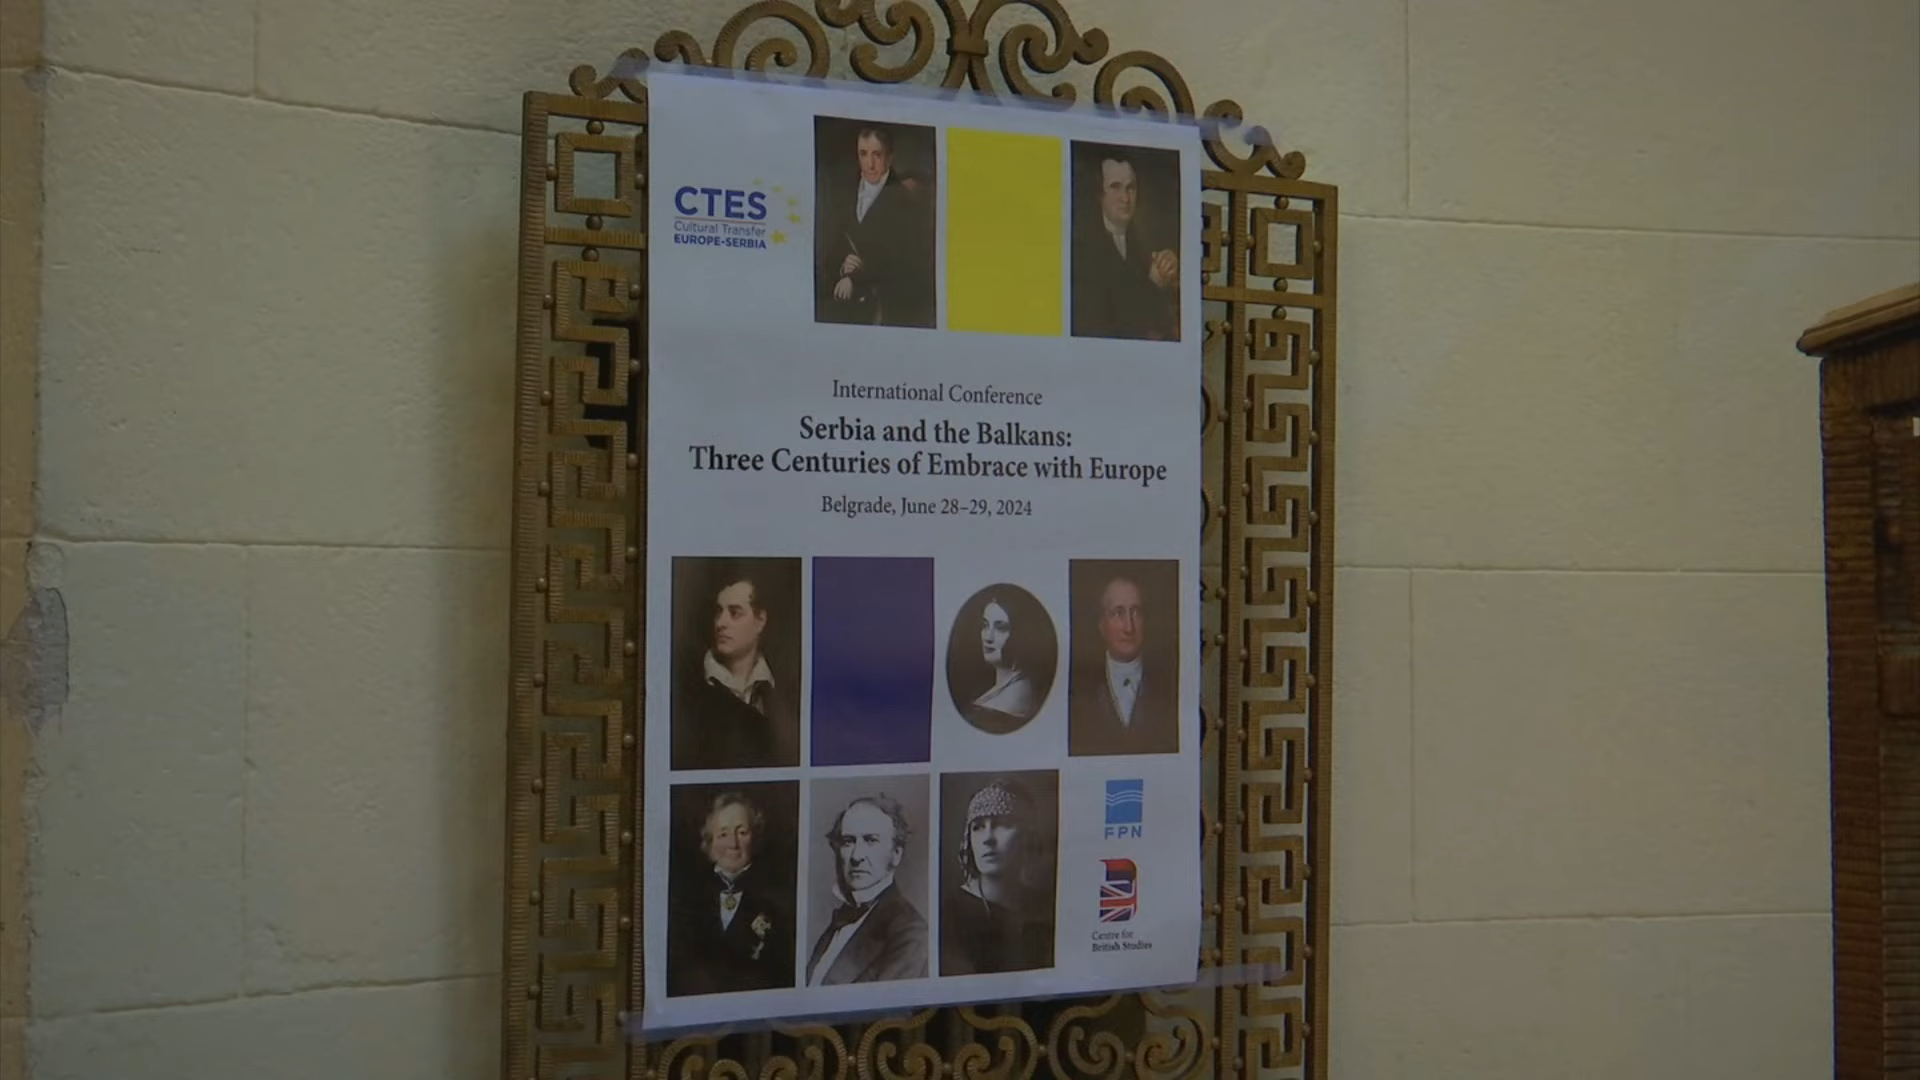 CTES
Cultural Transfer
EUROPE-SERBIA
International Conference
Serbia and the Balkans:
Three Centuries of Embrace with Europe
Belgrade, June 28–29, 2024
FPN
Centre for
British Studies